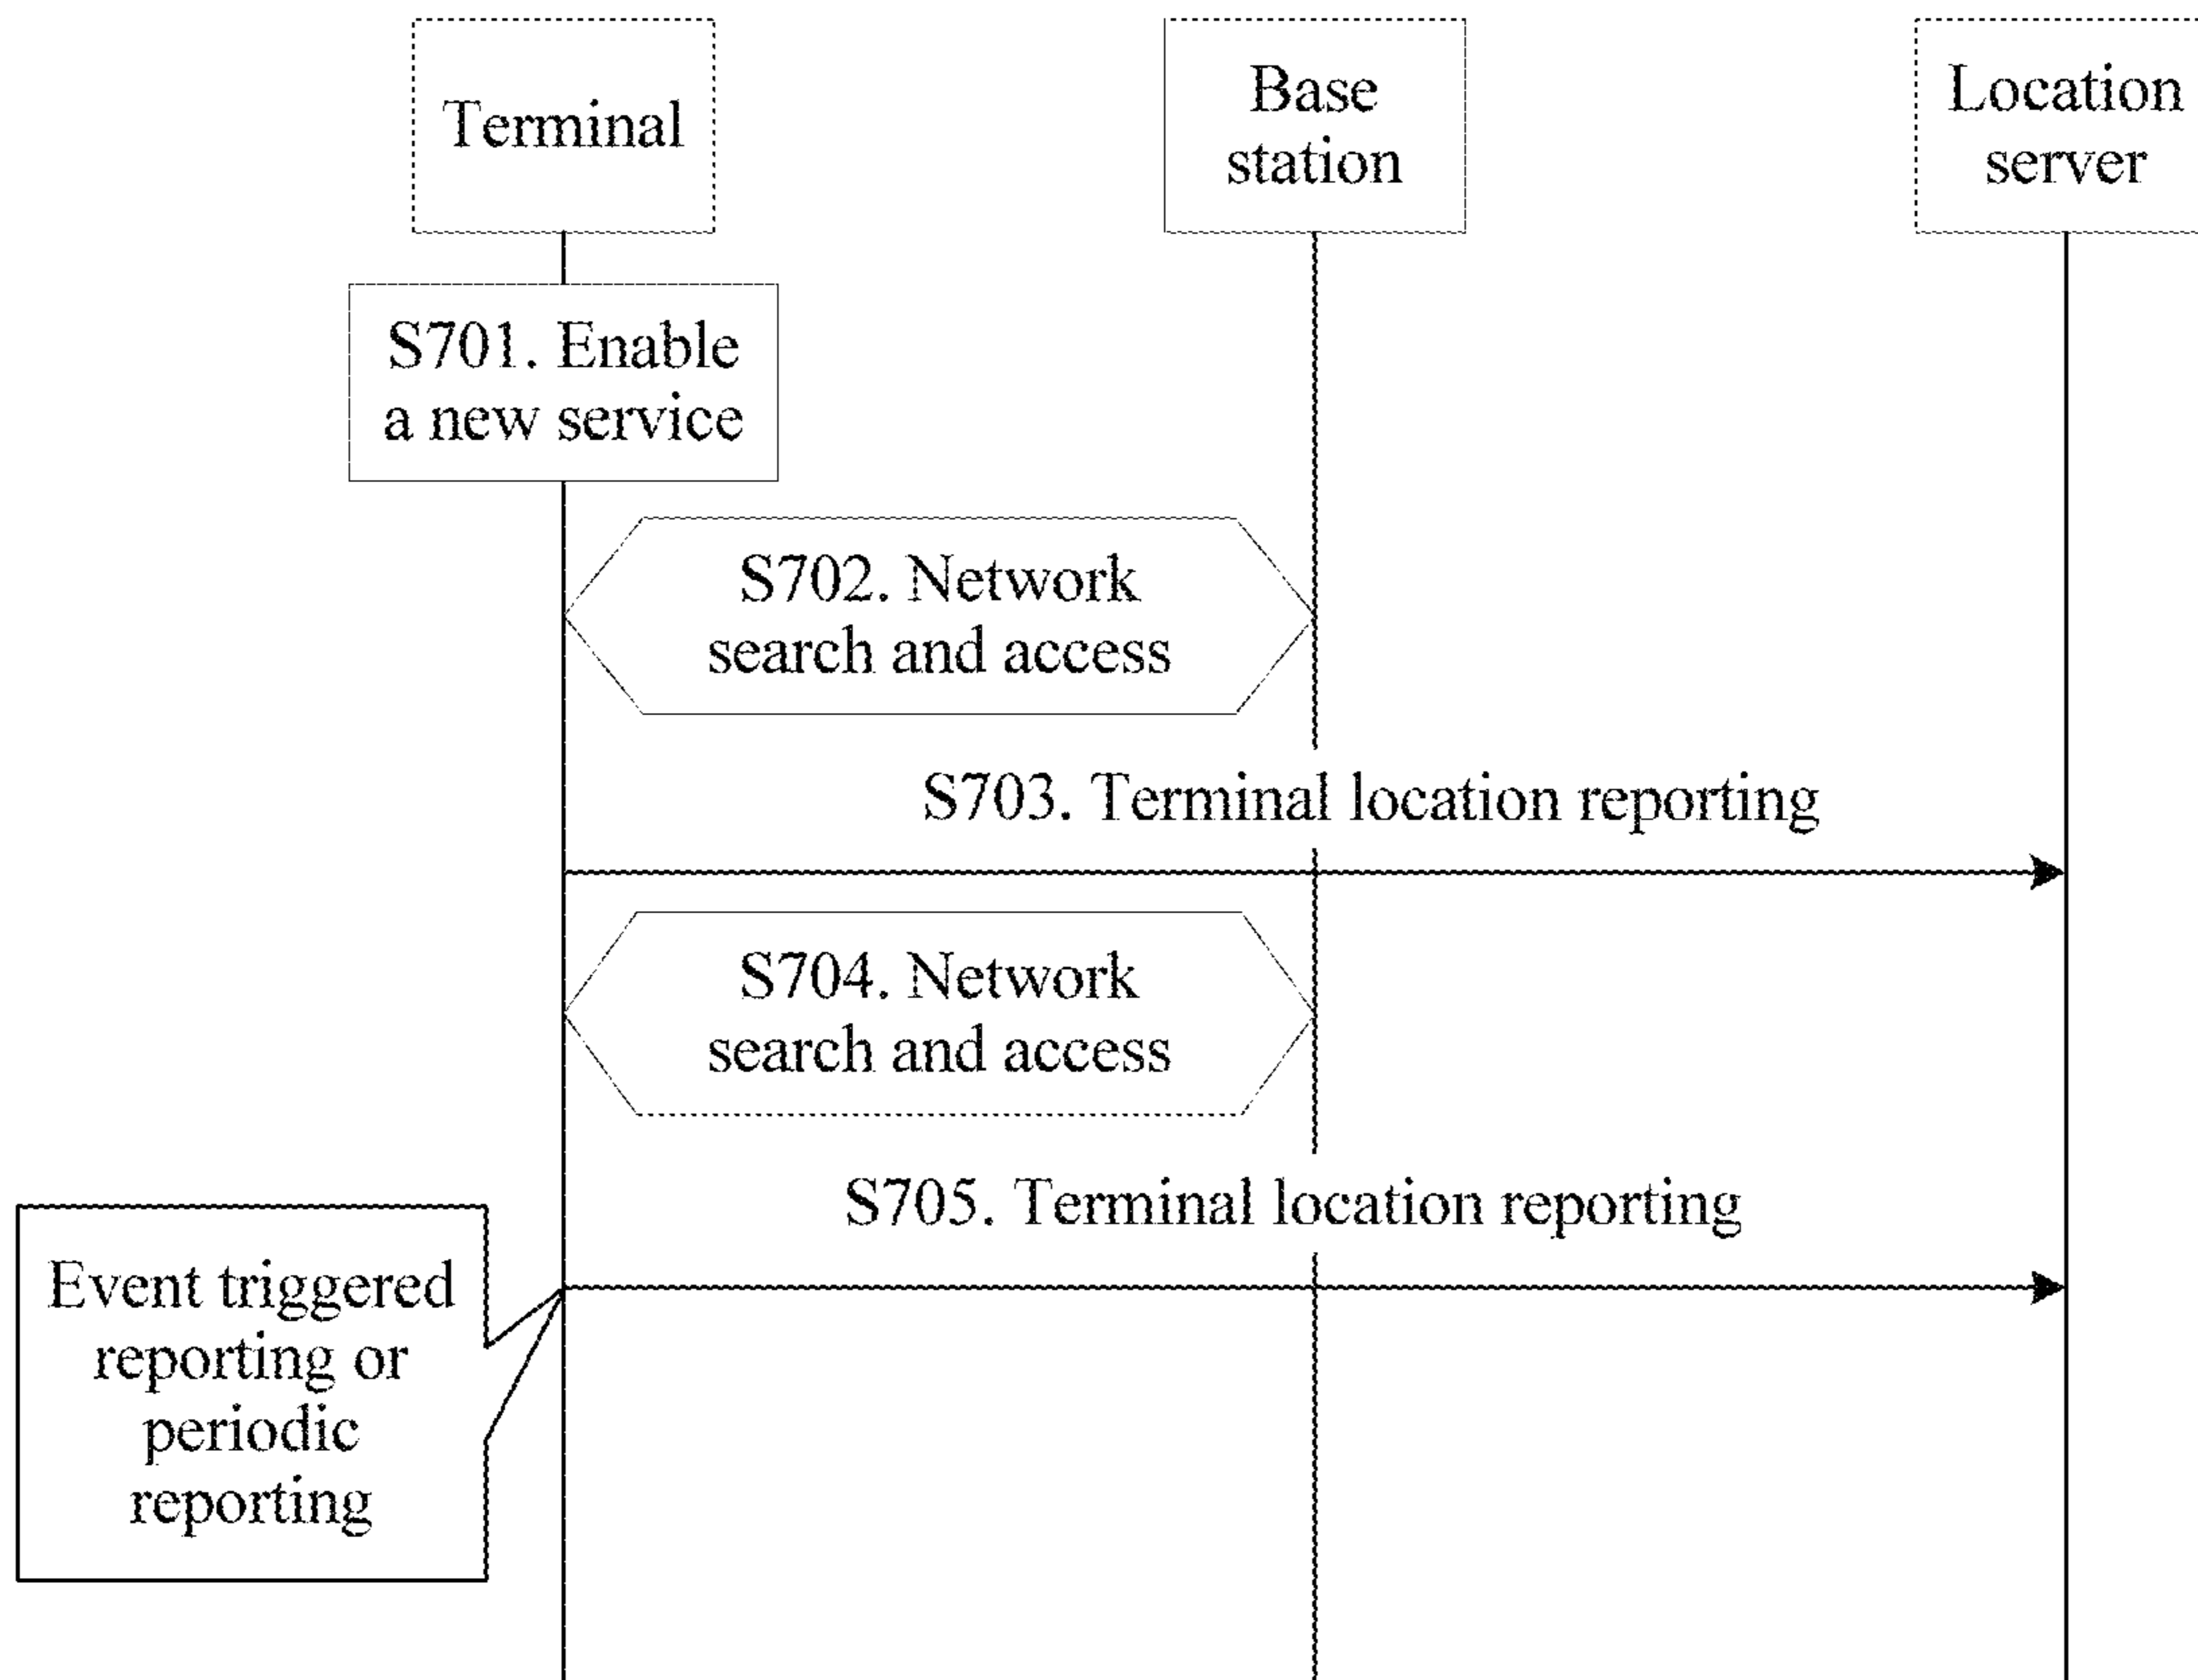 Terminal
Base
station
Location
server
S701. Enable
a new service
S702. Network
search and access
S703. Terminal location reporting
S704. Network
search and access
S705. Terminal location reporting
Event triggered
reporting or
periodic
reporting